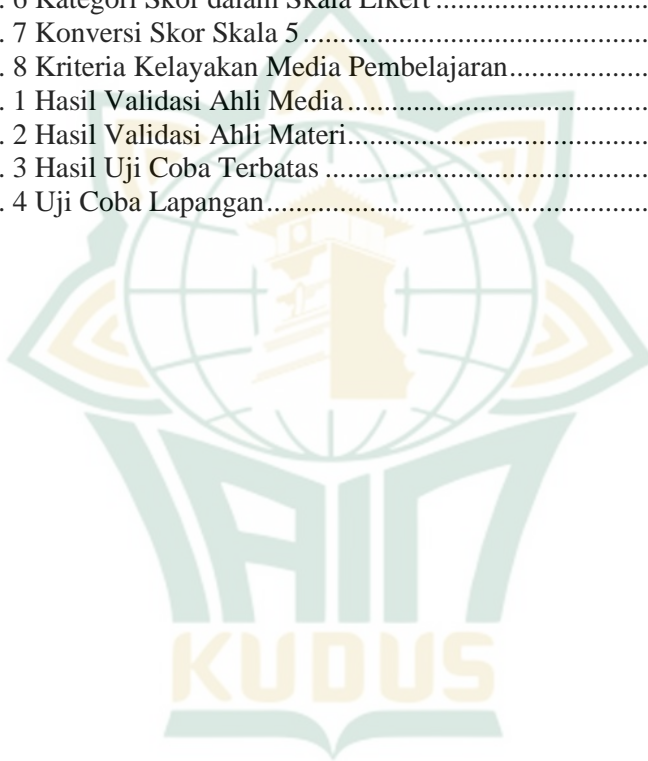 . 6 Kategori Skor dalam Skala Likert ........................
. 7 Konversi Skor Skala 5 ...............................................
. 8 Kriteria Kelayakan Media Pembelajaran...................
. 1 Hasil Validasi Ahli Media .........................................
. 2 Hasil Validasi Ahli Materi.........................................
. 3 Hasil Uji Coba Terbatas ............................................
. 4 Uji Coba Lapangan....................................................
IAIN
KUDUS